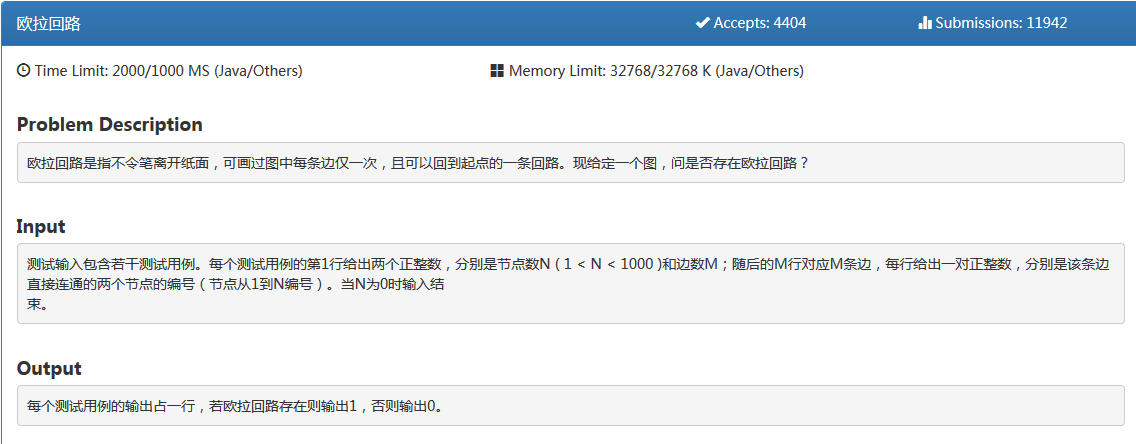 欧拉回路
Accepts: 4404
Submissions: 11942
Time Limit: 2000/1000 MS (Java/Others)
Memory Limit: 32768/32768 K (Java/Others)
Problem Description
欧拉回路是指不令笔离开纸面，可画过图中每条边仅一次，且可以回到起点的一条回路。现给定一个图，问是否存在欧拉回路？
Input
测试输入包含若干测试用例。每个测试用例的第1行给出两个正整数，分别是节点数N ( 1 < N < 1000 )和边数M；随后的M行对应M条边，每行给出一对正整数，分别是该条边
直接连通的两个节点的编号（节点从1到N编号）。当N为0时输入结
束。
Output
每个测试用例的输出占一行，若欧拉回路存在则输出1，否则输出0。